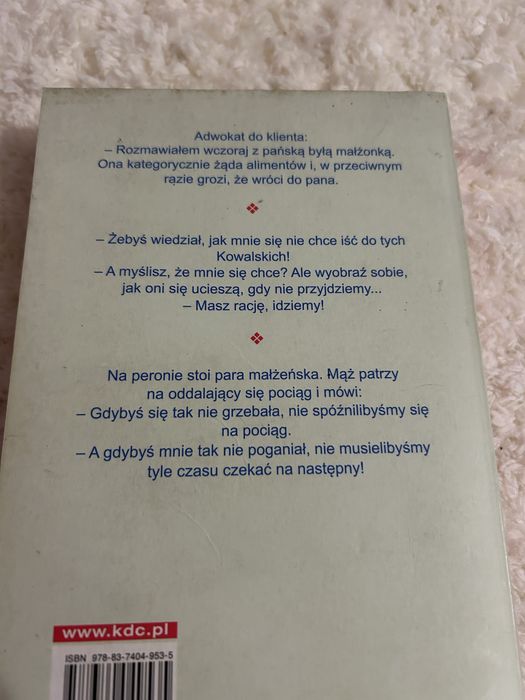 Adwokat do klienta:
– Rozmawiałem wczoraj z pańską byłą małżonką.
Ona kategorycznie żąda alimentów i, w przeciwnym
razie grozi, że wróci do pana.
– Żebyś wiedział, jak mnie się nie chce iść do tych
Kowalskich!
– A myślisz, że mnie się chce? Ale wyobraź sobie,
jak oni się ucieszą, gdy nie przyjdziemy...
– Masz rację, idziemy!
Na peronie stoi para małżeńska. Mąż patrzy
na oddalający się pociąg i mówi:
– Gdybyś się tak nie grzebała, nie spóźnilibyśmy się
na pociąg.
– A gdybyś mnie tak nie poganiał, nie musielibyśmy
tyle czasu czekać na następny!
www.kdc.pl
ISBN 978-83-7404-953-5